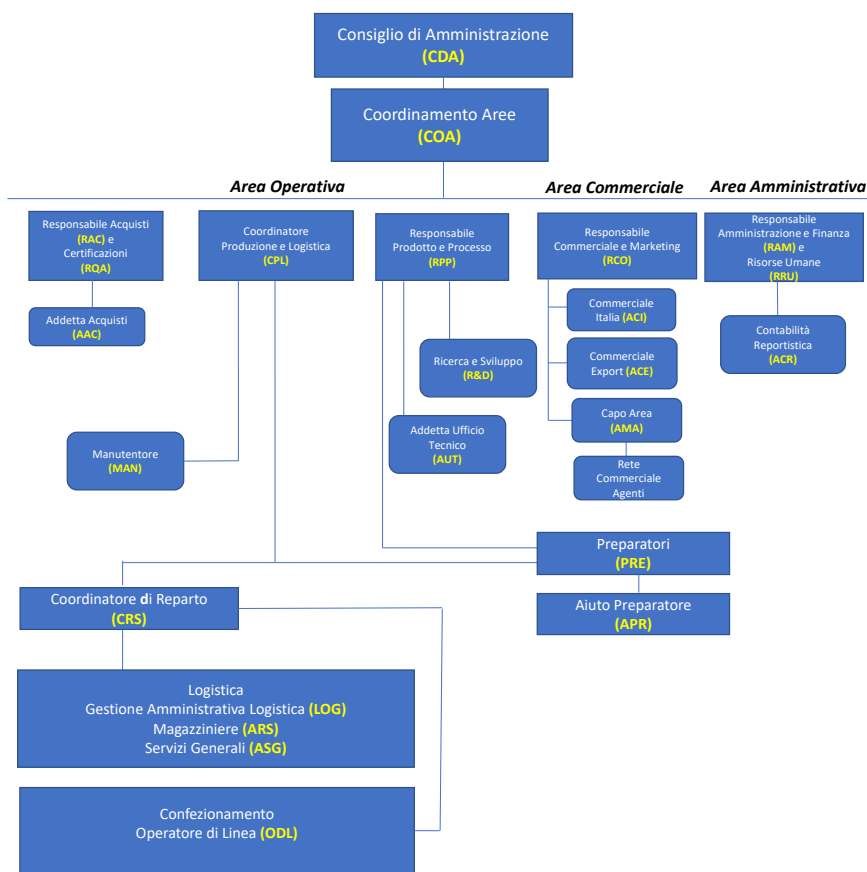 Consiglio di Amministrazione
(CDA)
Coordinamento Aree
(COA)
Area Operativa
Area Commerciale
Area Amministrativa
Responsabile Acquisti
(RAC) e
Certificazioni
(RQA)
Coordinatore
Produzione e Logistica
(CPL)
Responsabile
Prodotto e Processo
(RPP)
Responsabile
Commerciale e Marketing
(RCO)
Responsabile
Amministrazione e Finanza
(RAM) e
Risorse Umane
(RRU)
Addetta Acquisti
(AAC)
Commerciale
Italia (ACI)
Contabilità
Reportistica
(ACR)
Ricerca e Sviluppo
(R&D)
Commerciale
Export (ACE)
Manutentore
(MAN)
Addetta Ufficio
Tecnico
(AUT)
Capo Area
(AMA)
Rete
Commerciale
Agenti
Preparatori
(PRE)
Coordinatore di Reparto
(CRS)
Aiuto Preparatore
(APR)
Logistica
Gestione Amministrativa Logistica (LOG)
Magazziniere (ARS)
Servizi Generali (ASG)
Confezionamento
Operatore di Linea (ODL)